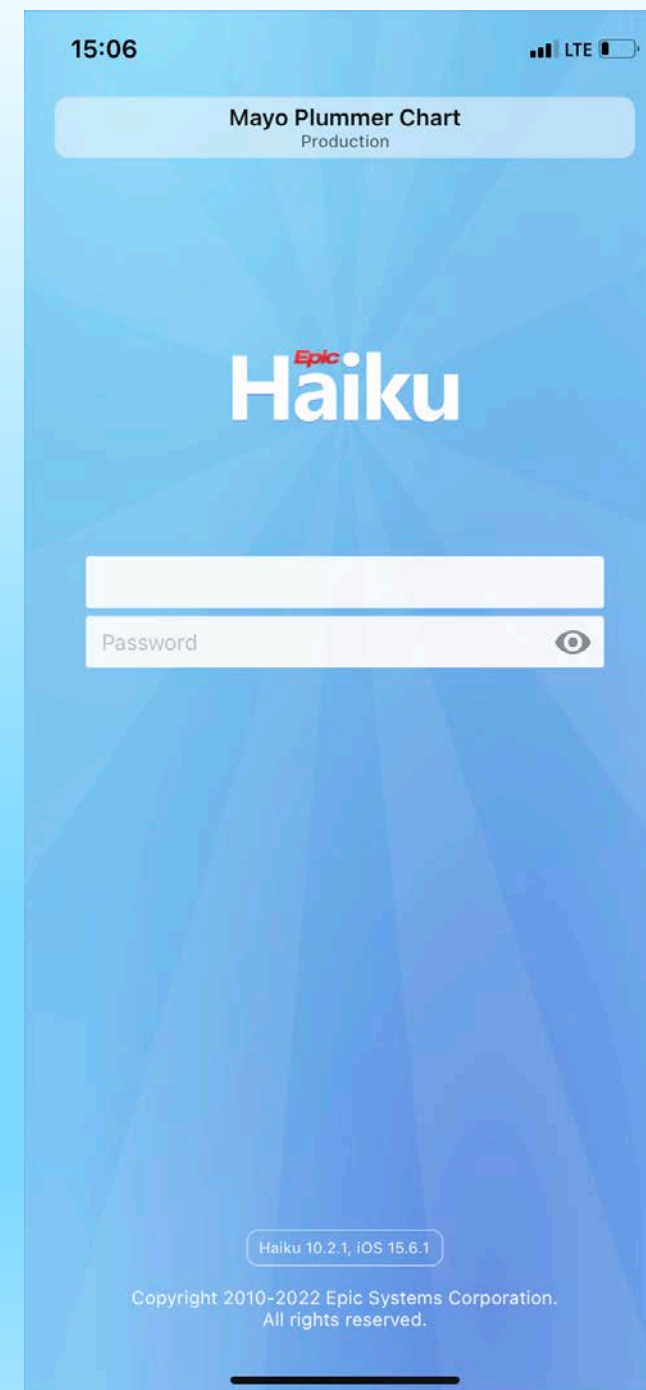 15:06
LTE
Mayo Plummer Chart
Production
Epic
Haiku
Password
Haiku 10.2.1, iOS 15.6.1
Copyright 2010-2022 Epic Systems Corporation.
All rights reserved.